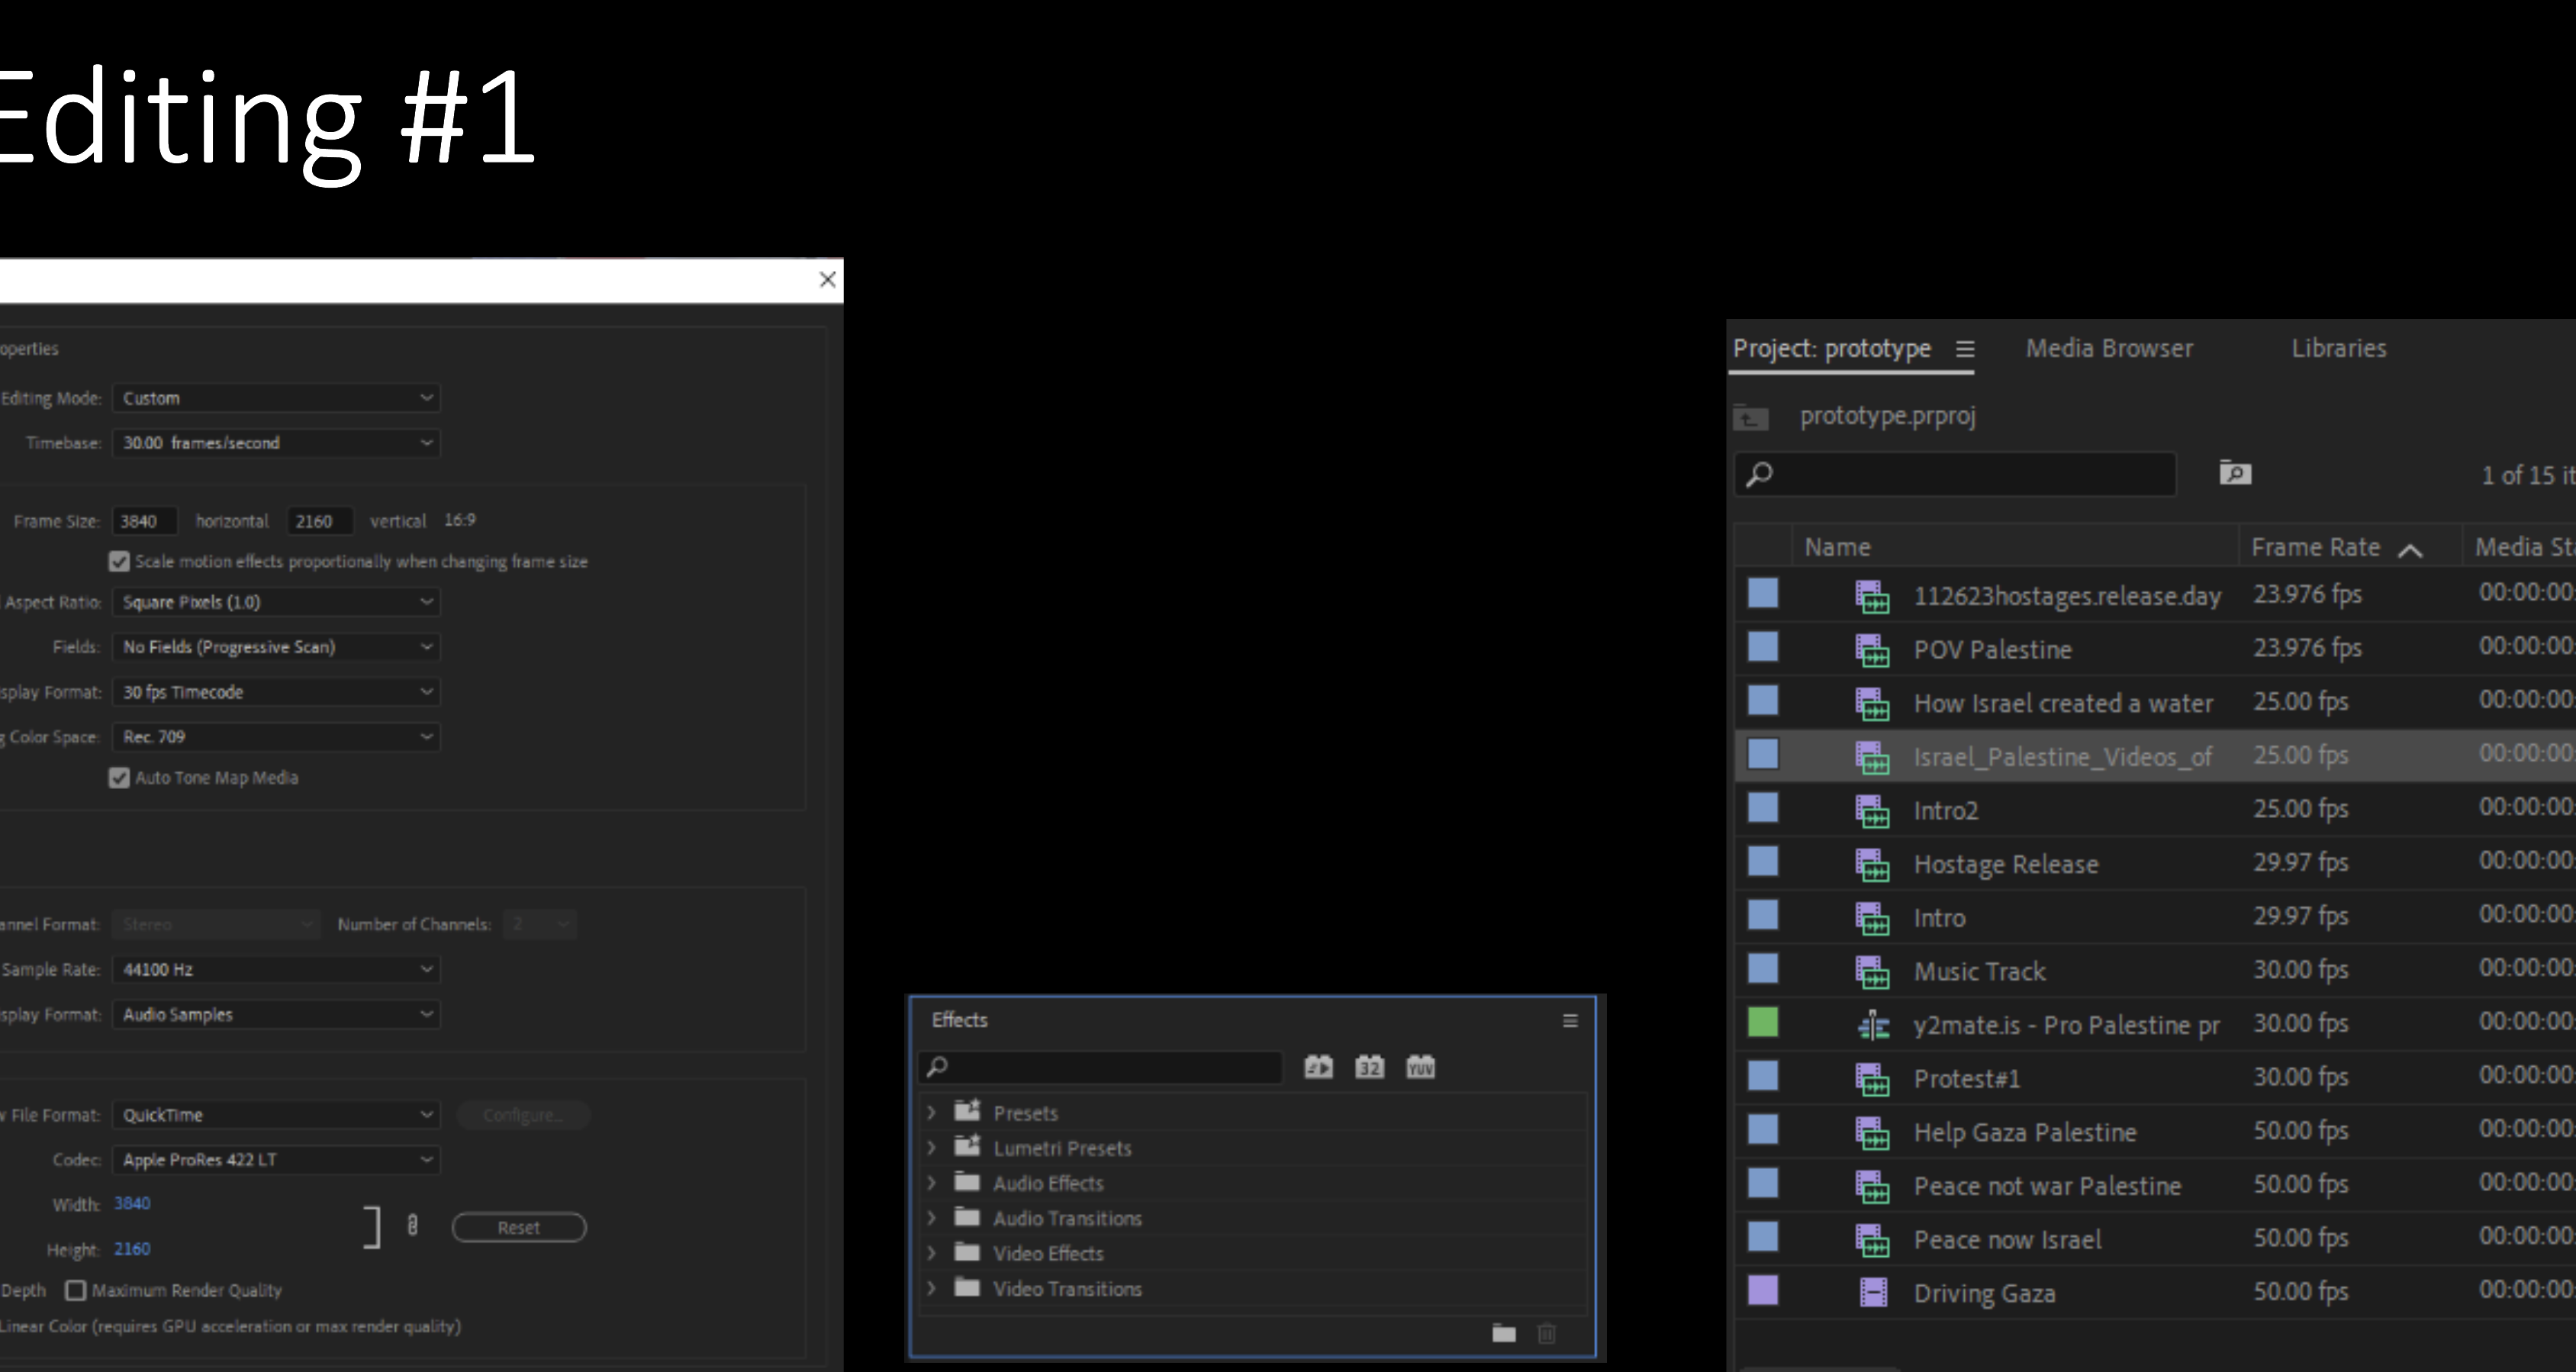 Editing #1
operties
Editing Mode: Custom
Timebase: 30.00 frames/second
Frame Size: 3840 horizontal 2160 vertical 16:9
Scale motion effects proportionally when changing frame size
Aspect Ratio: Square Pixels (1.0)
Fields: No Fields (Progressive Scan)
splay Format: 30 fps Timecode
g Color Space: Rec. 709
Auto Tone Map Media
annel Format: Stereo Number of Channels: 2
Sample Rate: 44100 Hz
splay Format: Audio Samples
w File Format: QuickTime Configure...
Codec: Apple ProRes 422 LT
Width: 3840
Height: 2160
Reset
Depth Maximum Render Quality
Linear Color (requires GPU acceleration or max render quality)
Effects
32 YUV
Presets
Lumetri Presets
Audio Effects
Audio Transitions
Video Effects
Video Transitions
Project: prototype Media Browser Libraries
prototype.prproj
1 of 15 it
Name Frame Rate Media Sta
112623hostages.release.day 23.976 fps 00:00:00:
POV Palestine 23.976 fps 00:00:00:
How Israel created a water 25.00 fps 00:00:00:
Israel_Palestine_Videos_of 25.00 fps 00:00:00:
Intro2 25.00 fps 00:00:00:
Hostage Release 29.97 fps 00:00:00:
Intro 29.97 fps 00:00:00:
Music Track 30.00 fps 00:00:00:
y2mate.is - Pro Palestine pr 30.00 fps 00:00:00:
Protest#1 30.00 fps 00:00:00:
Help Gaza Palestine 50.00 fps 00:00:00:
Peace not war Palestine 50.00 fps 00:00:00:
Peace now Israel 50.00 fps 00:00:00:
Driving Gaza 50.00 fps 00:00:00: